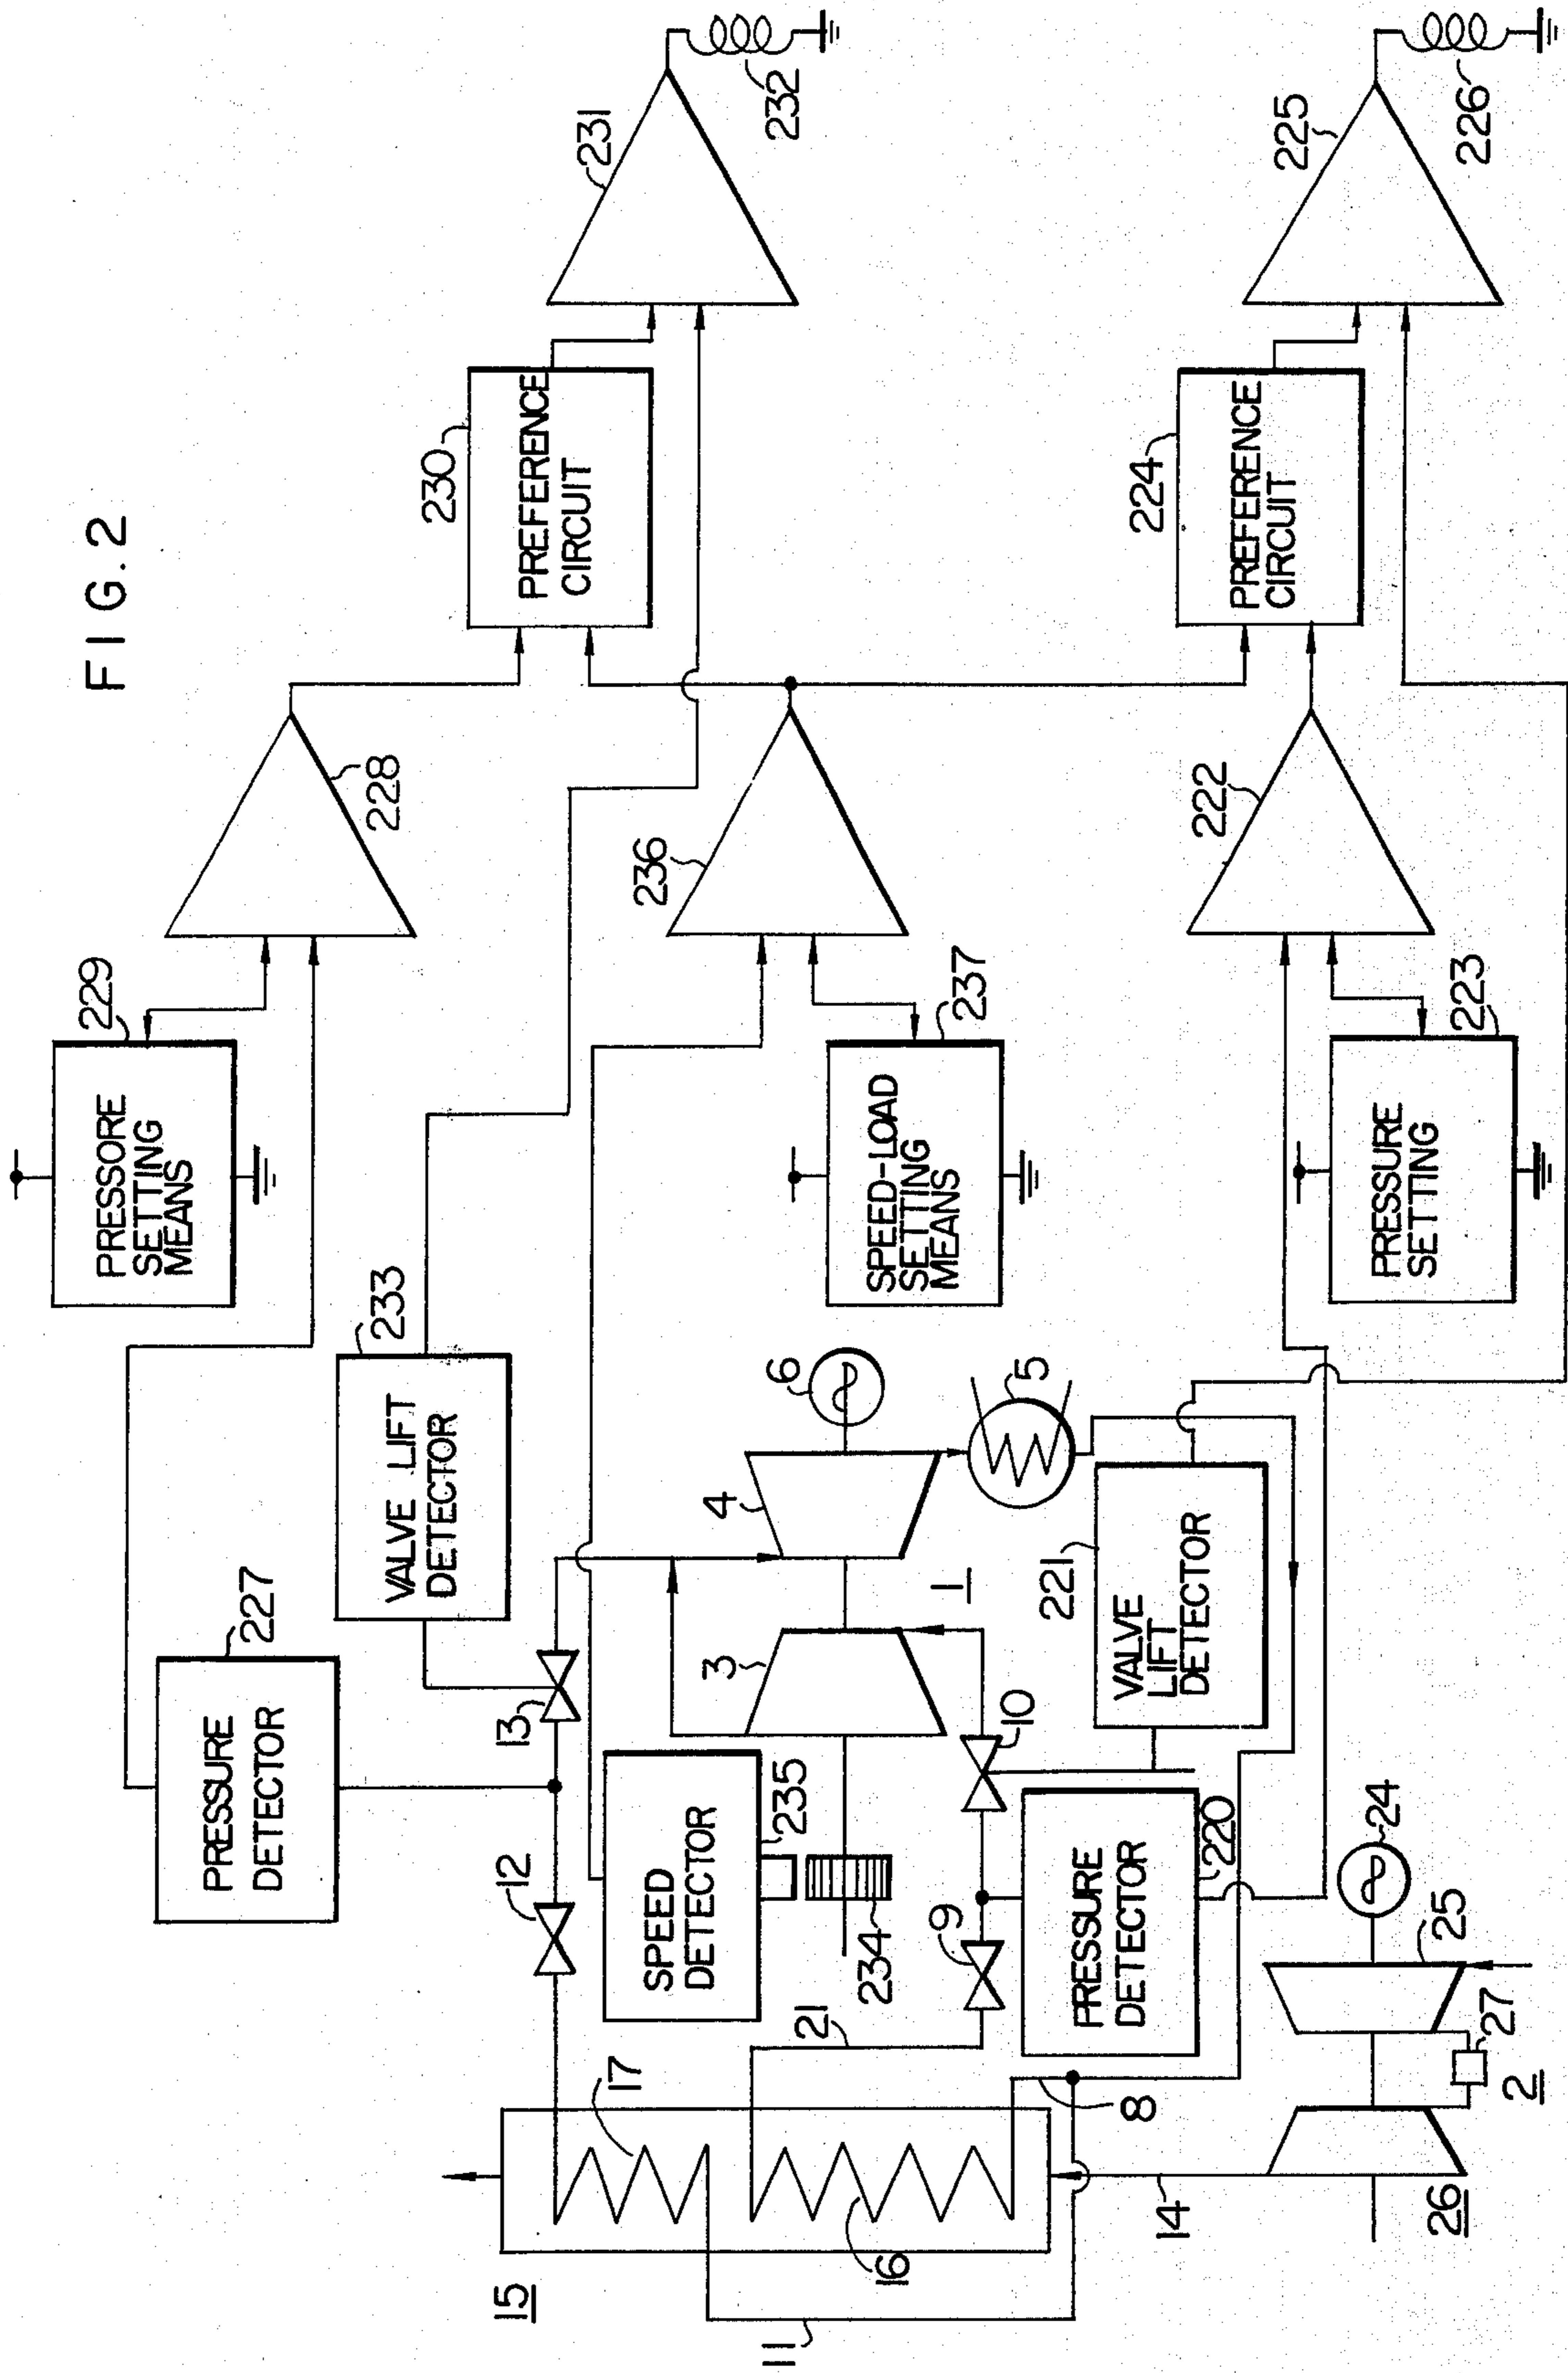 FIG. 2
PRESSORE
SETTING
MEANS
229
228
PREFERENCE
CIRCUIT
230
231
232
PRESSURE
DETECTOR
227
VALVE LIFT
DETECTOR
233
SPEED-LOAD
SETTING
MEANS
237
236
PREFERENCE
CIRCUIT
224
225
226
PRESSURE
SETTING
223
222
15
17
16
11
12
13
SPEED
DETECTOR
235
234
3
4
6
5
1
21
9
10
PRESSURE
DETECTOR
220
VALVE
LIFT
DETECTOR
221
8
14
26
2
27
25
24